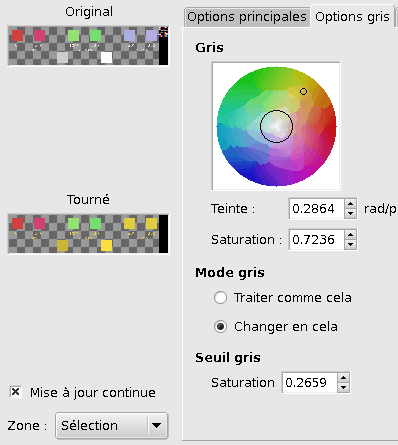 Original
Options principales
Options gris
Gris
Tourné
Teinte :
0.2864
rad/p
Saturation :
0.7236
Mode gris
Traiter comme cela
Changer en cela
Seuil gris
Saturation
0.2659
Mise à jour continue
Zone :
Sélection